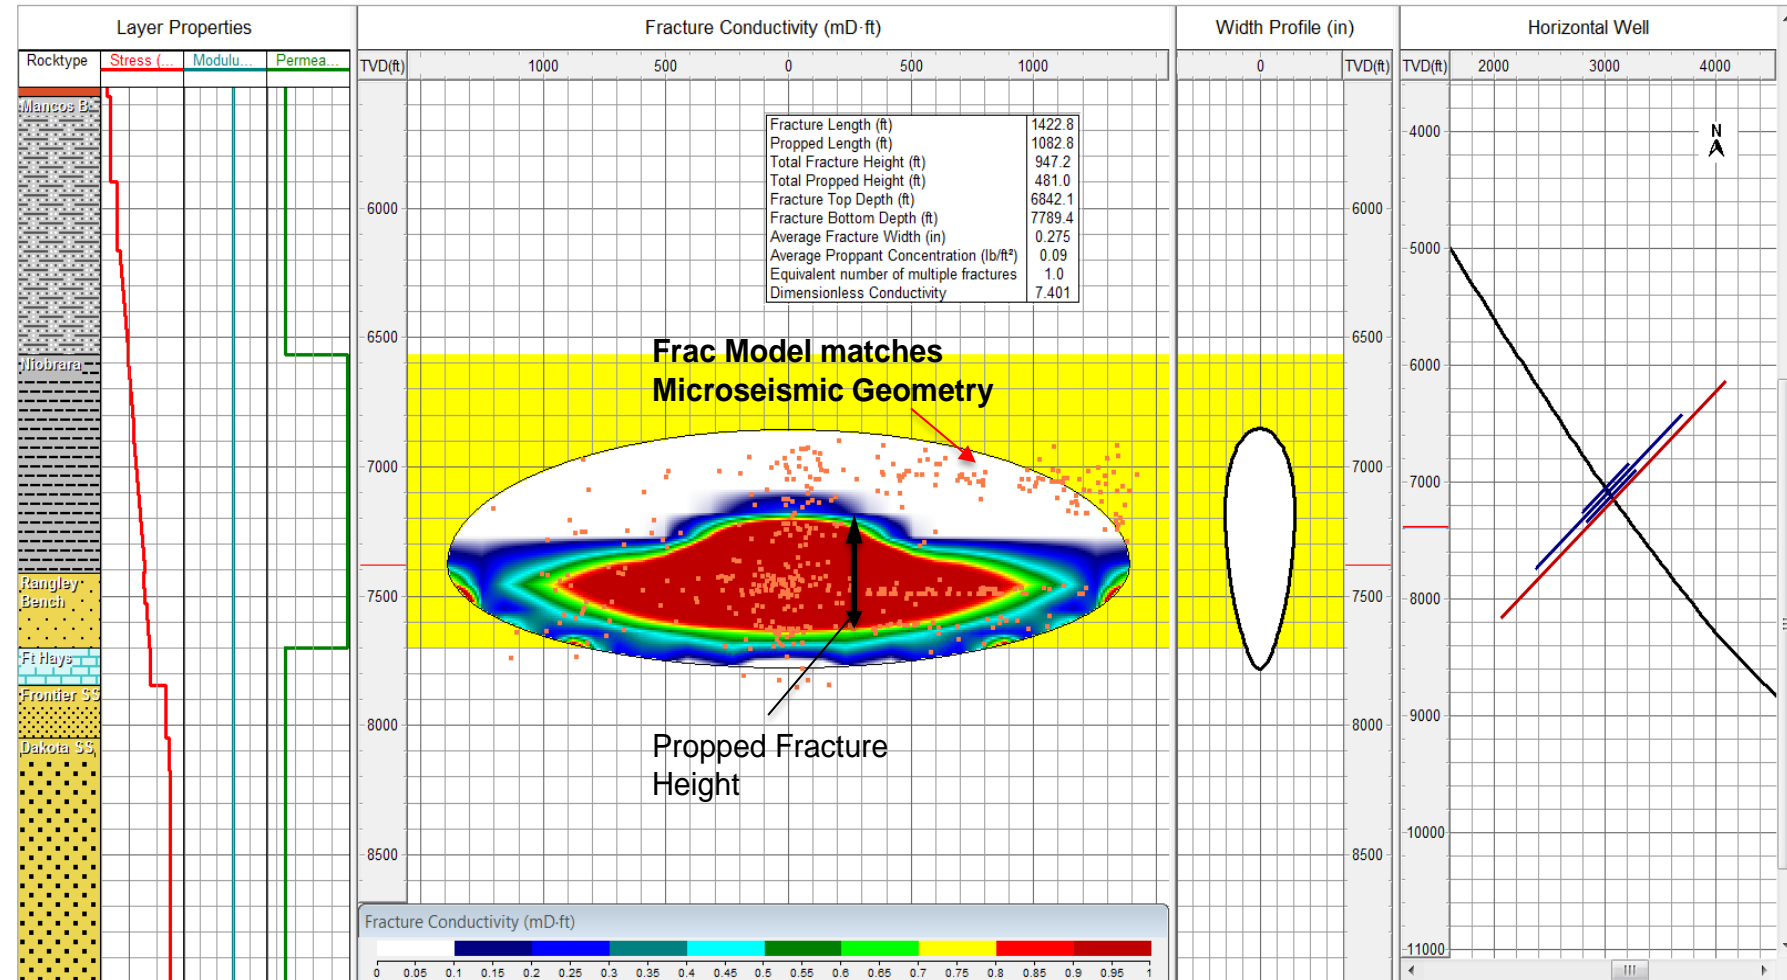 Layer Properties
Fracture Conductivity (mD·ft)
Width Profile (in)
Horizontal Well
Rocktype
Stress (...
Modulu...
Permea...
TVD(ft)
1000 500 0 500 1000
0
TVD(ft)
TVD(ft)
2000 3000 4000
Mancos B
Niobrara
Rangley
Bench
Ft Hays
Frontier SS
Dakota SS
6000
6500
7000
7500
8000
8500
Fracture Length (ft) 1422.8
Propped Length (ft) 1082.8
Total Fracture Height (ft) 947.2
Total Propped Height (ft) 481.0
Fracture Top Depth (ft) 6842.1
Fracture Bottom Depth (ft) 7789.4
Average Fracture Width (in) 0.275
Average Proppant Concentration (lb/ft²) 0.09
Equivalent number of multiple fractures 1.0
Dimensionless Conductivity 7.401
Frac Model matches
Microseismic Geometry
Propped Fracture
Height
6000
6500
7000
7500
8000
8500
N
4000
5000
6000
7000
8000
9000
10000
11000
Fracture Conductivity (mD·ft)
0 0.05 0.1 0.15 0.2 0.25 0.3 0.35 0.4 0.45 0.5 0.55 0.6 0.65 0.7 0.75 0.8 0.85 0.9 0.95 1